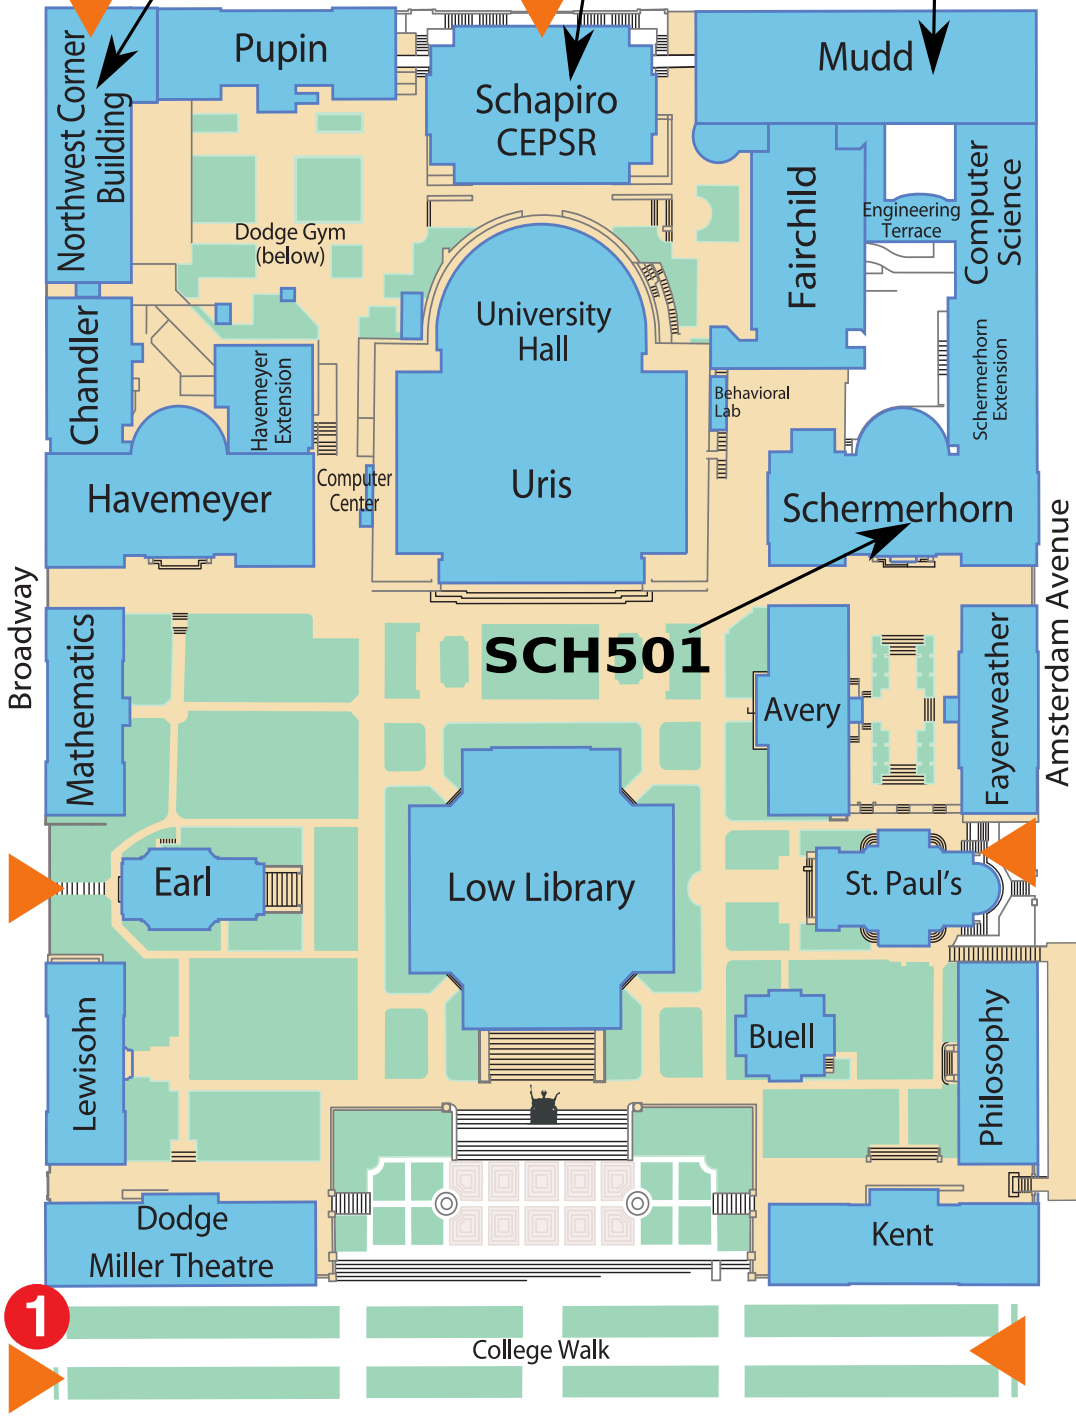 Northwest Corner
Building
Pupin
Schapiro
CEPSR
Mudd
Computer
Science
Fairchild
Engineering
Terrace
Dodge Gym
(below)
University
Hall
Chandler
Havemeyer
Extension
Behavioral
Lab
Schermerhorn
Extension
Havemeyer
Computer
Center
Uris
Schermerhorn
Broadway
Amsterdam Avenue
Mathematics
SCH501
Avery
Fayerweather
Earl
Low Library
St. Paul's
Lewisohn
Buell
Philosophy
Dodge
Miller Theatre
Kent
1
College Walk